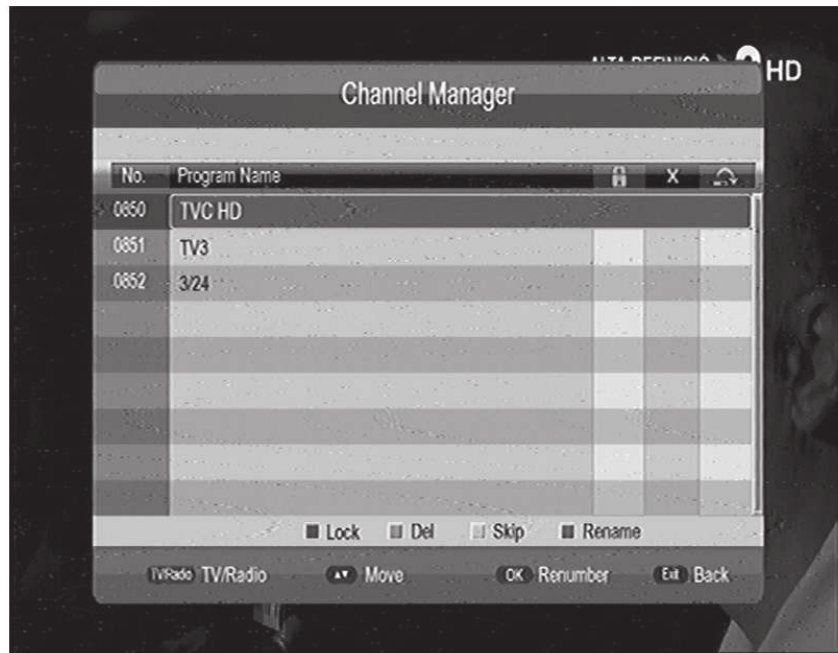 HD
Channel Manager
No. Program Name X
0850 TVC HD
0851 TV3
0852 3/24
Lock Del Skip Rename
TV/Radio TV/Radio Move OK Renumber Exit Back